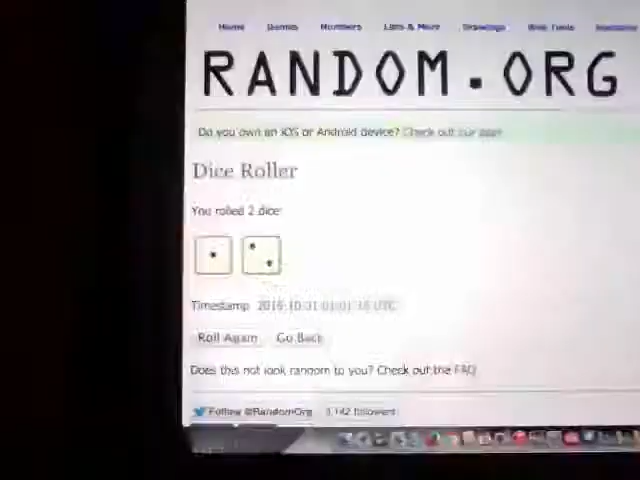 Home Games Numbers Lists & More Drawings Web Tools Statistics
RANDOM.ORG
Do you own an iOS or Android device? Check out our app!
Dice Roller
You rolled 2 dice:
Timestamp: 2016-10-31 01:01:16 UTC
Roll Again Go Back
Does this not look random to you? Check out the FAQ
Follow @RandomOrg 3,142 followers